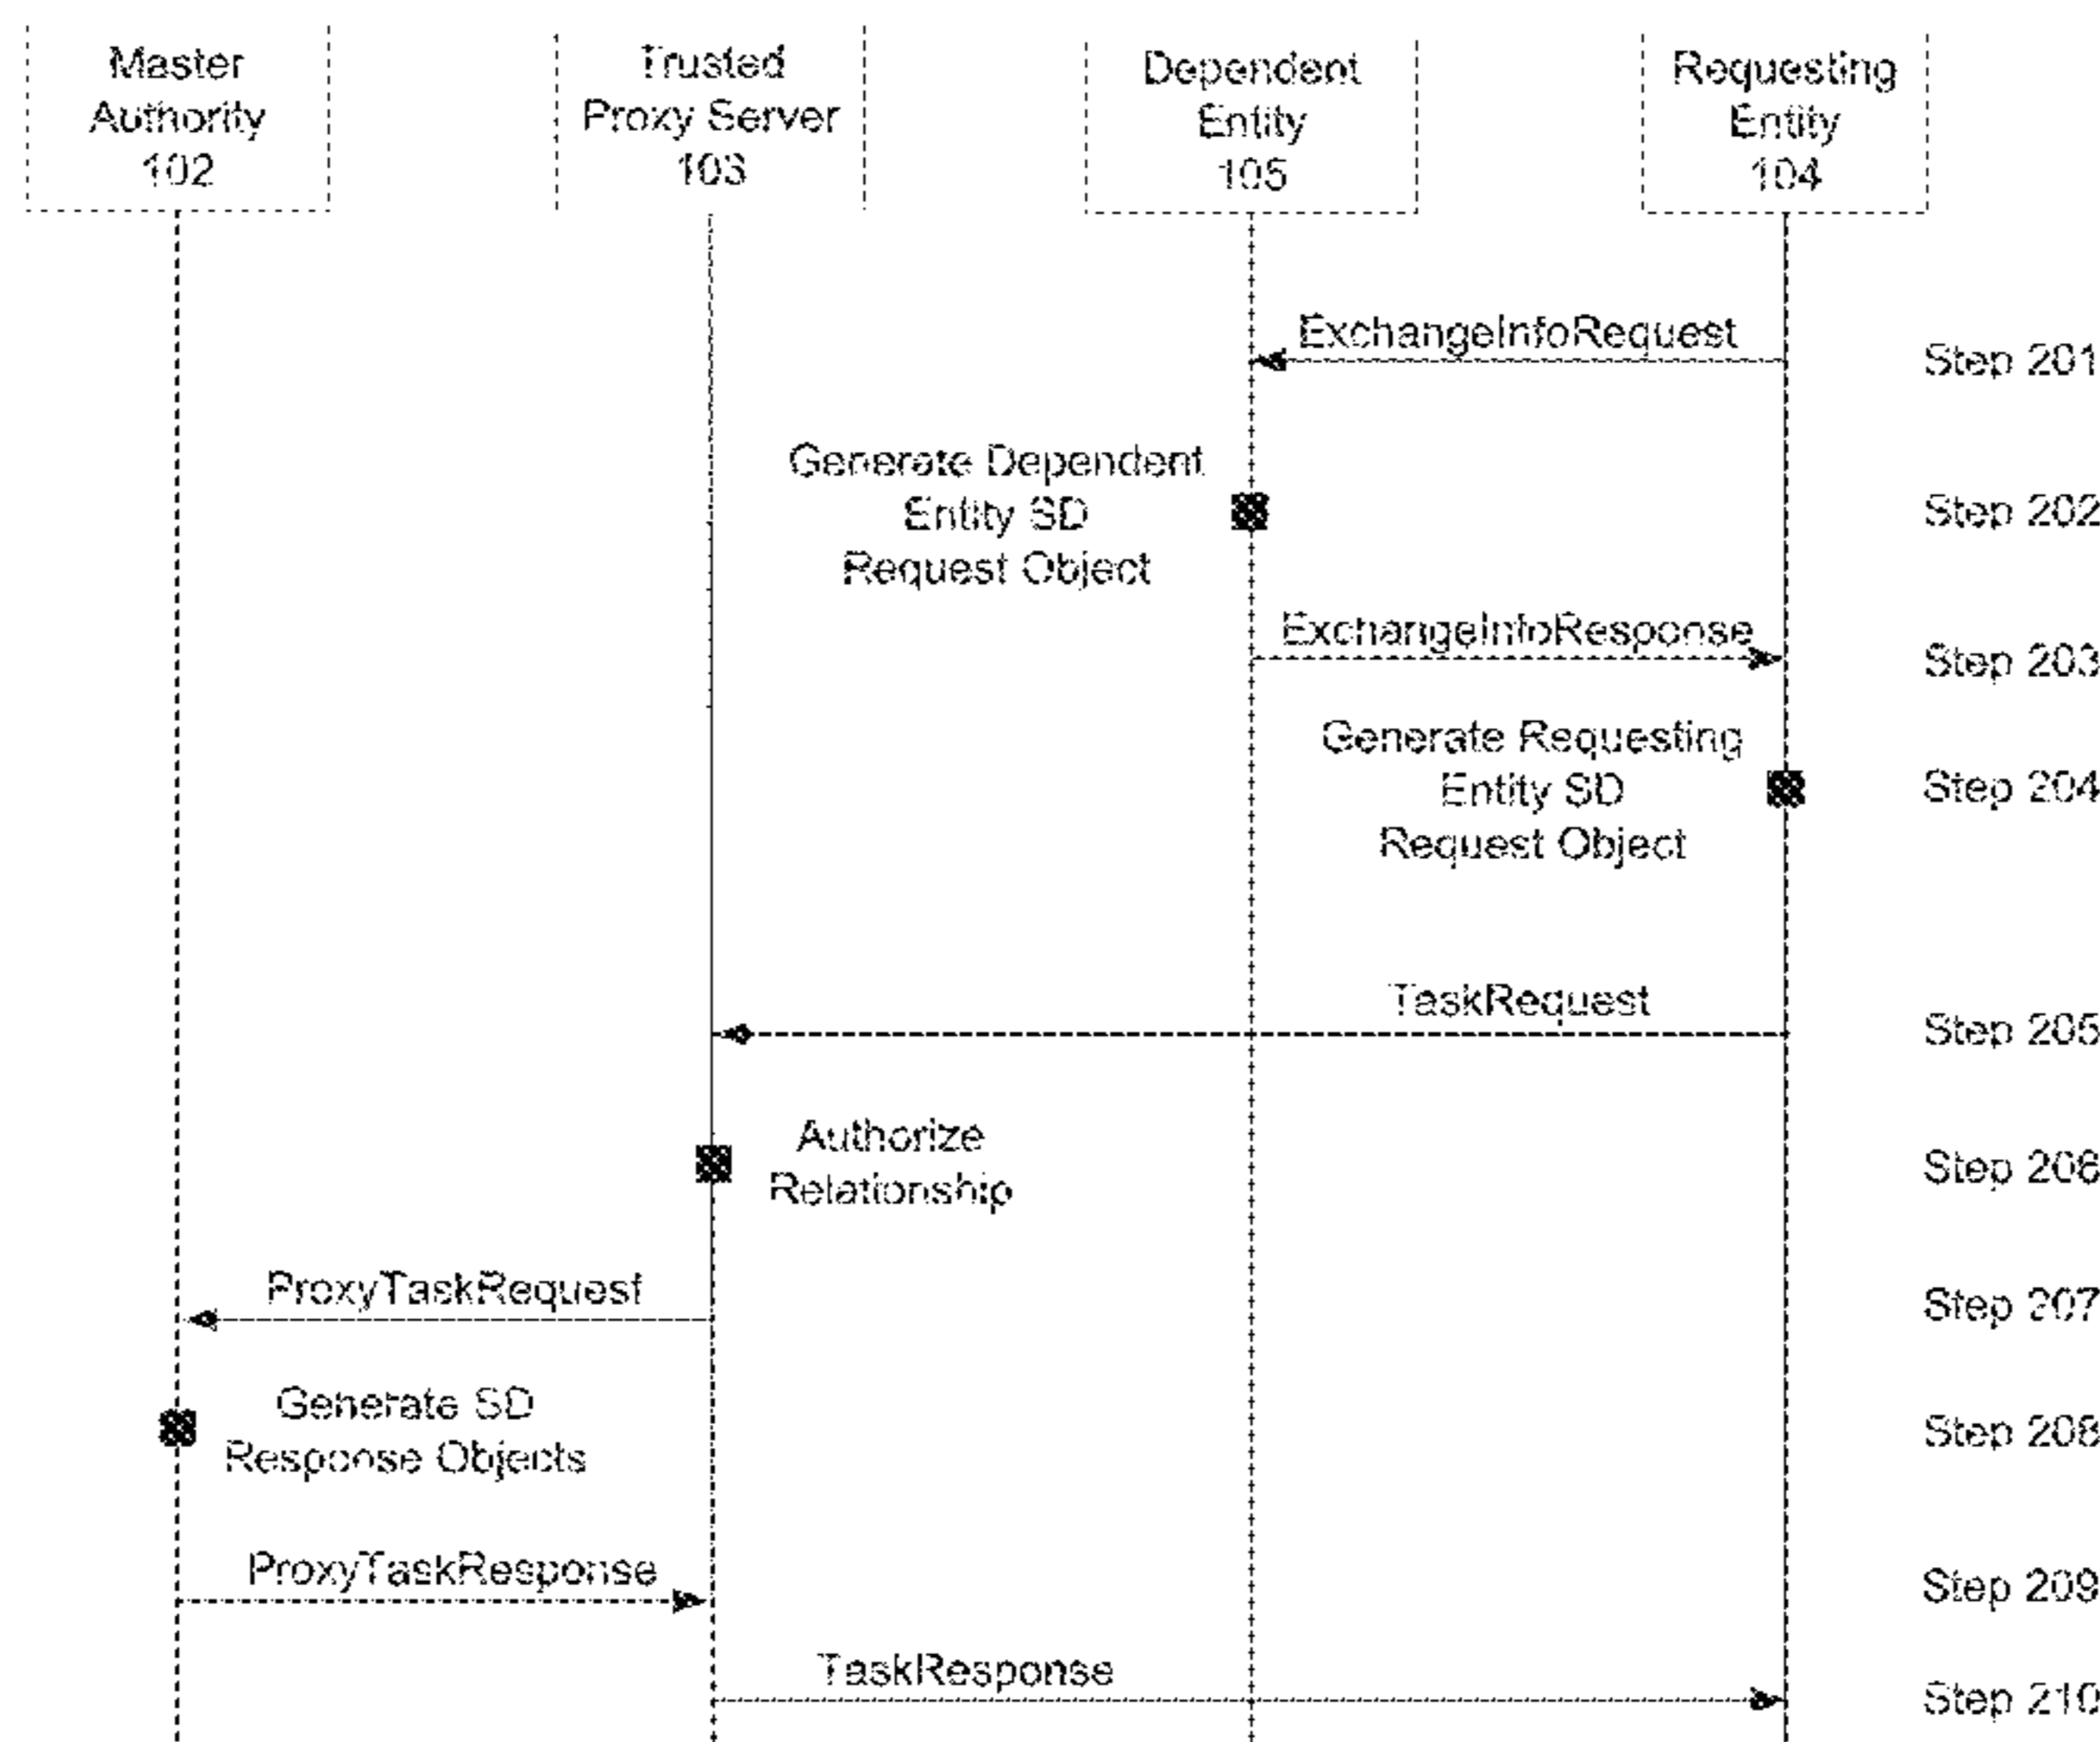 Master
Authority
102
Trusted
Proxy Server
103
Dependent
Entity
105
Requesting
Entity
104
ExchangeInfoRequest
Step 201
Generate Dependent
Entity SD
Request Object
Step 202
ExchangeInfoResponse
Step 203
Generate Requesting
Entity SD
Request Object
Step 204
TaskRequest
Step 205
Authorize
Relationship
Step 206
ProxyTaskRequest
Step 207
Generate SD
Response Objects
Step 208
ProxyTaskResponse
Step 209
TaskResponse
Step 210